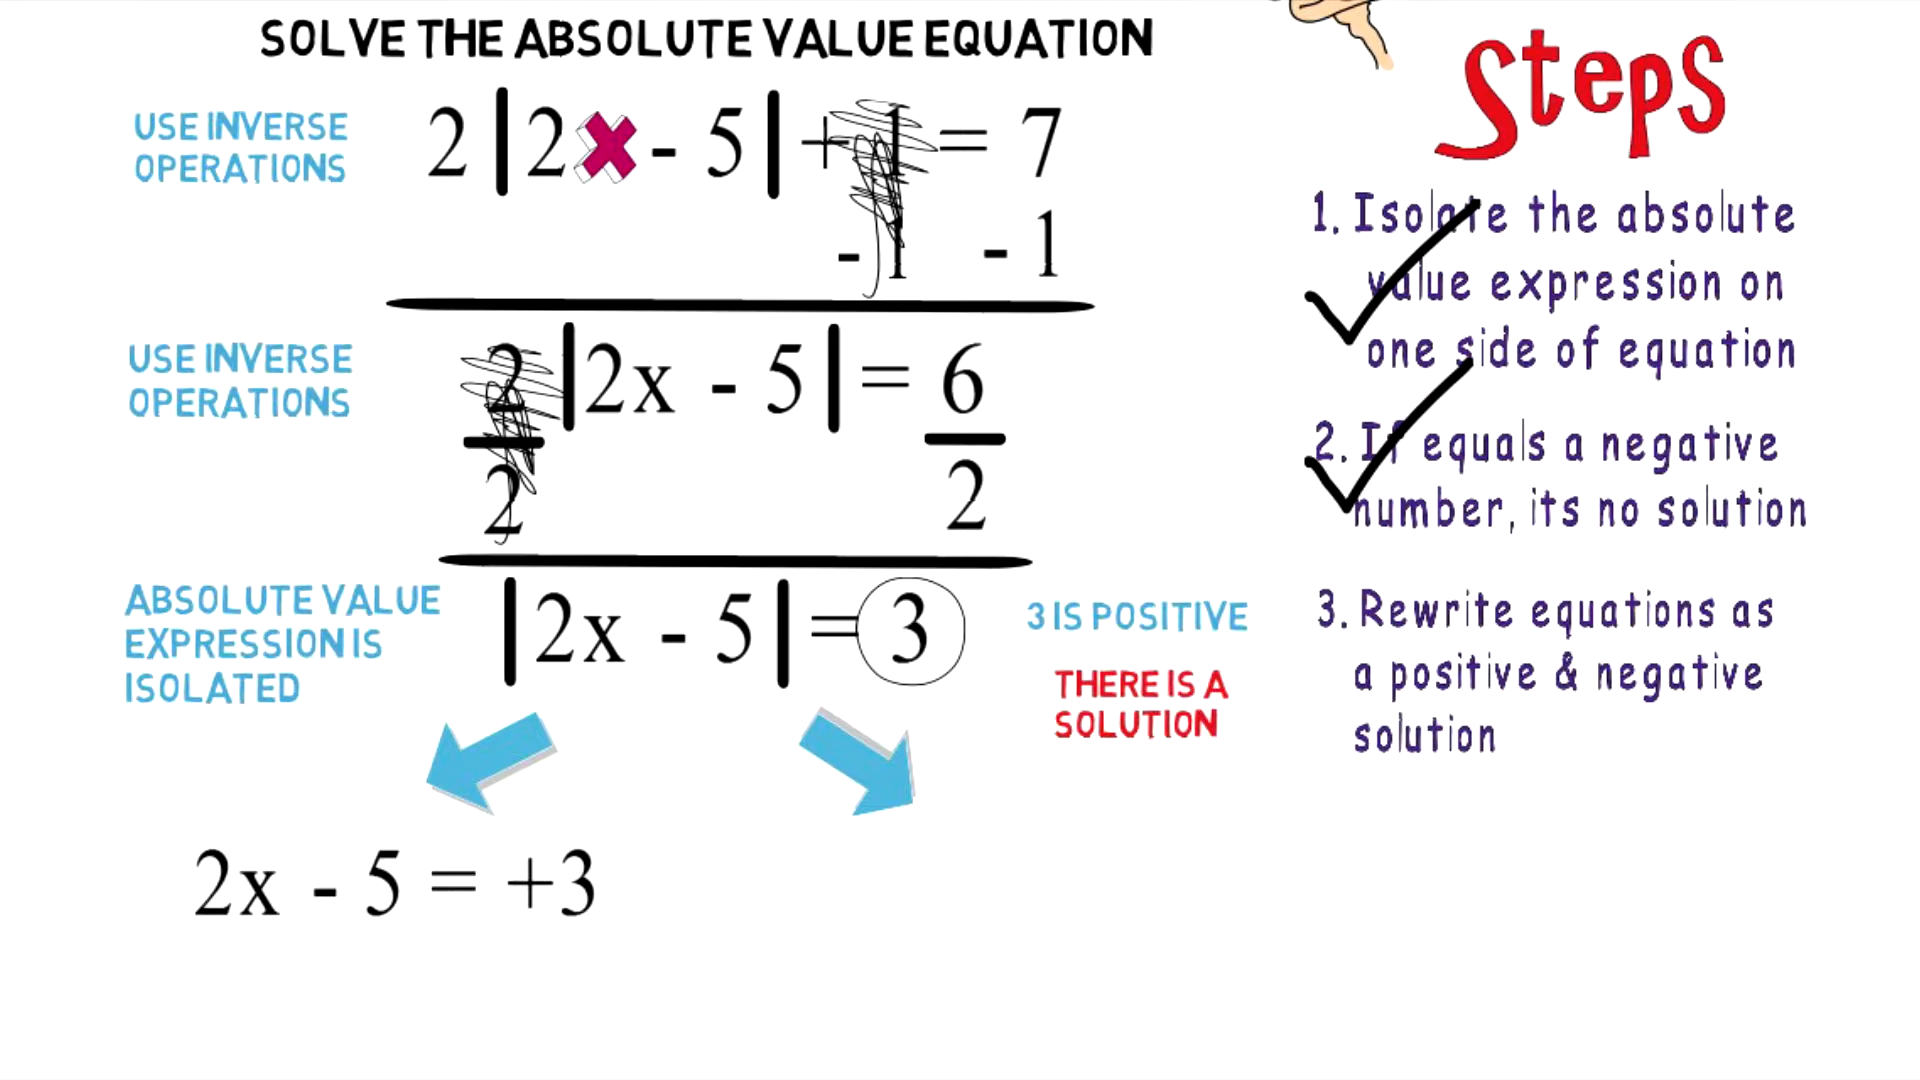 SOLVE THE ABSOLUTE VALUE EQUATION
USE INVERSE
OPERATIONS
2|2x - 5| + 1 = 7
- 1 - 1
USE INVERSE
OPERATIONS
2|2x - 5| = 6
2 2
ABSOLUTE VALUE
EXPRESSION IS
ISOLATED
|2x - 5| = 3
3 IS POSITIVE
THERE IS A
SOLUTION
2x - 5 = +3
Steps
1. Isolate the absolute
value expression on
one side of equation
2. If equals a negative
number, its no solution
3. Rewrite equations as
a positive & negative
solution